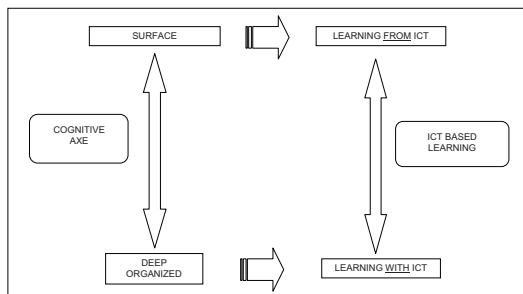 SURFACE
LEARNING FROM ICT
COGNITIVE
AXE
ICT BASED
LEARNING
DEEP
ORGANIZED
LEARNING WITH ICT